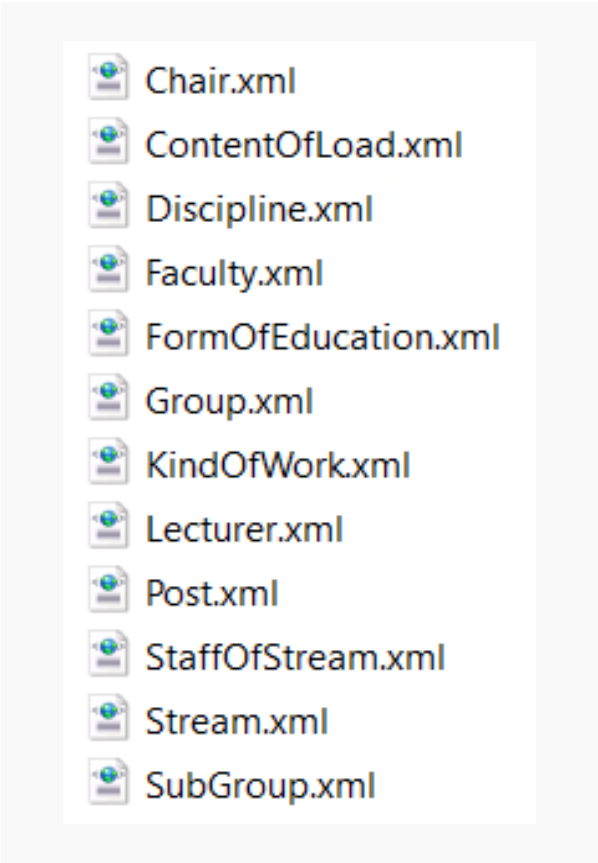 Chair.xml
ContentOfLoad.xml
Discipline.xml
Faculty.xml
FormOfEducation.xml
Group.xml
KindOfWork.xml
Lecturer.xml
Post.xml
StaffOfStream.xml
Stream.xml
SubGroup.xml